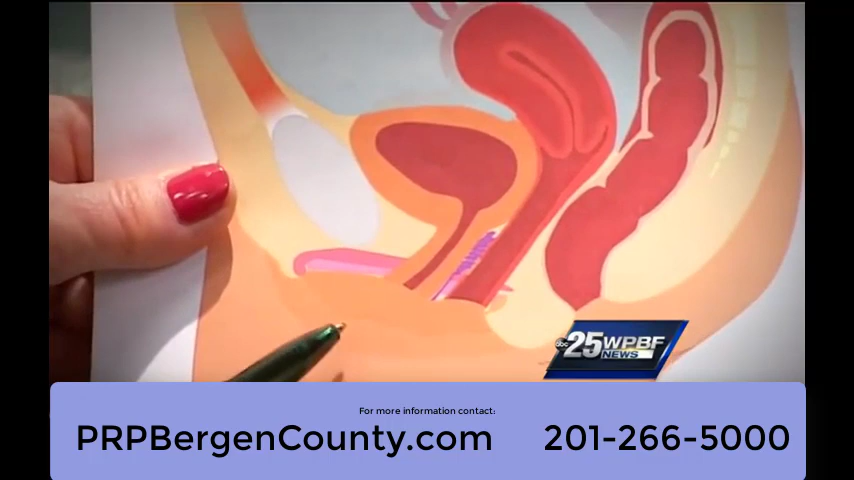 abc 25 WPBF
NEWS
For more information contact:
PRPBergenCounty.com 201-266-5000